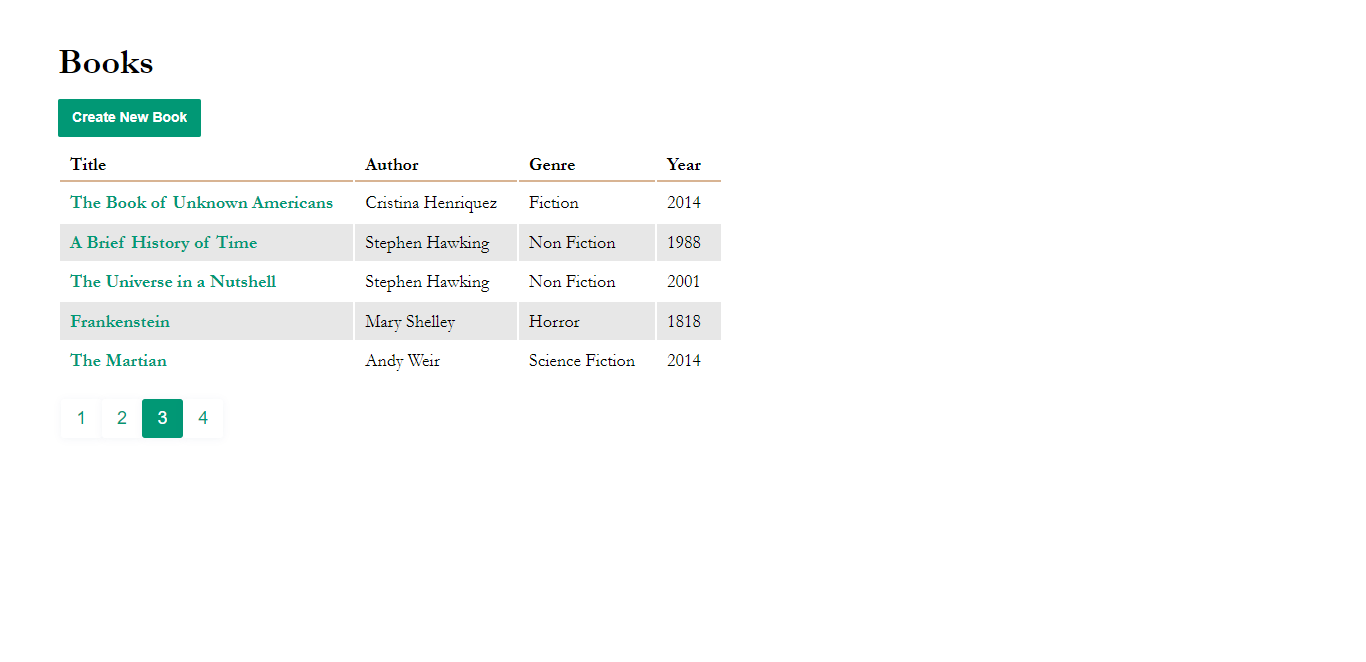 Books
Create New Book
Title Author Genre Year
The Book of Unknown Americans Cristina Henriquez Fiction 2014
A Brief History of Time Stephen Hawking Non Fiction 1988
The Universe in a Nutshell Stephen Hawking Non Fiction 2001
Frankenstein Mary Shelley Horror 1818
The Martian Andy Weir Science Fiction 2014
1 2 3 4